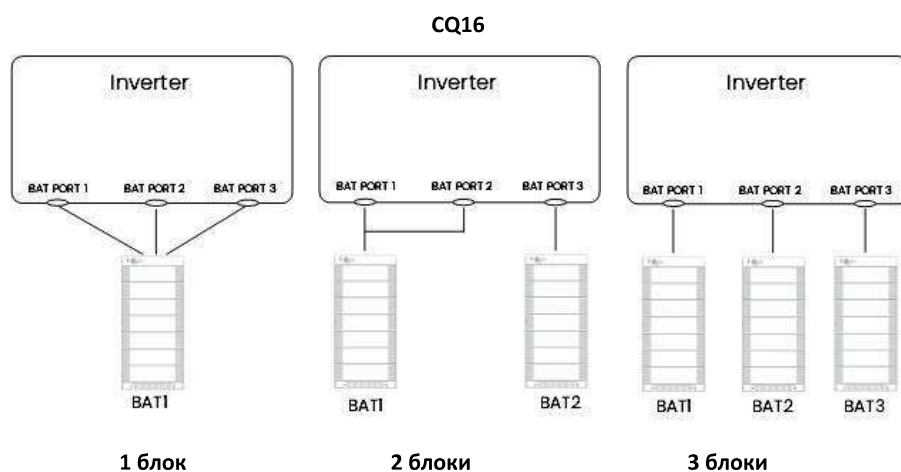 CQ16
Inverter Inverter Inverter
BAT PORT 1 BAT PORT 2 BAT PORT 3 BAT PORT 1 BAT PORT 2 BAT PORT 3 BAT PORT 1 BAT PORT 2 BAT PORT 3
BAT1 BAT1 BAT2 BAT1 BAT2 BAT3
1 блок 2 блоки 3 блоки